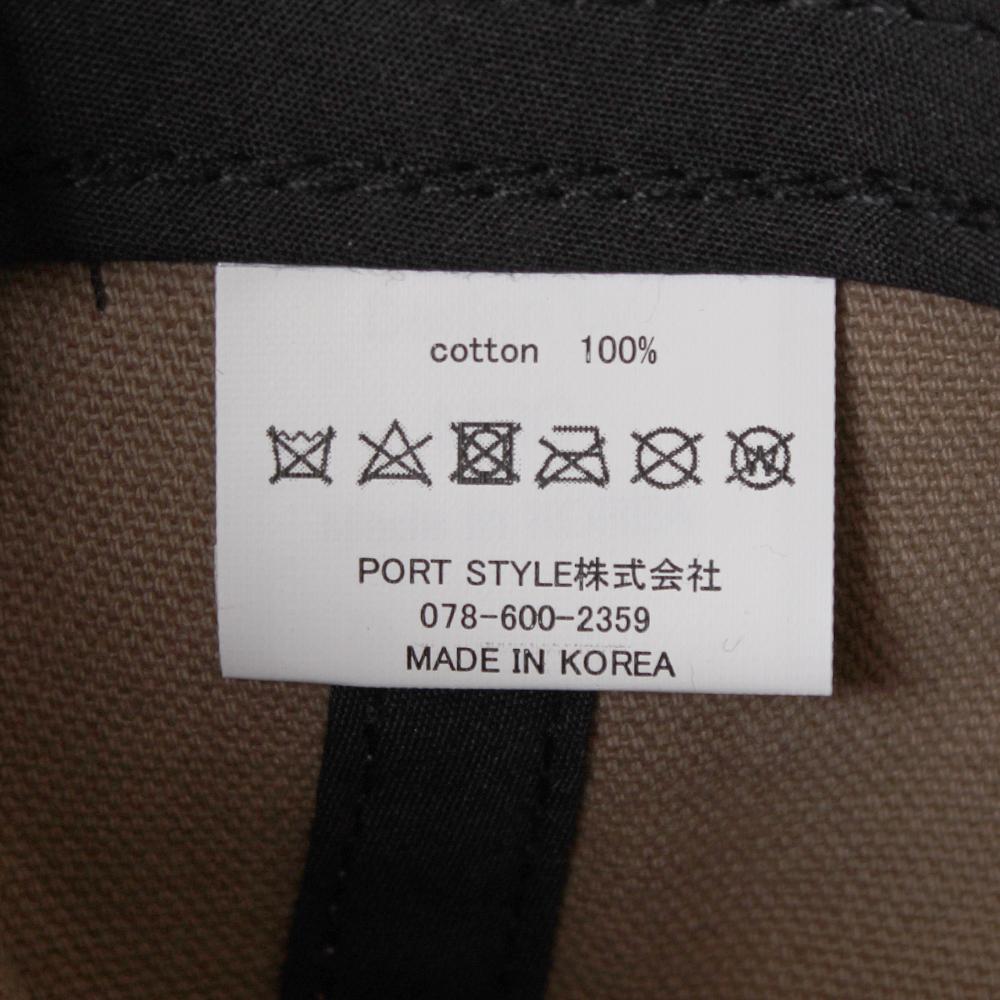 cotton 100%
PORT STYLE株式会社
078-600-2359
MADE IN KOREA